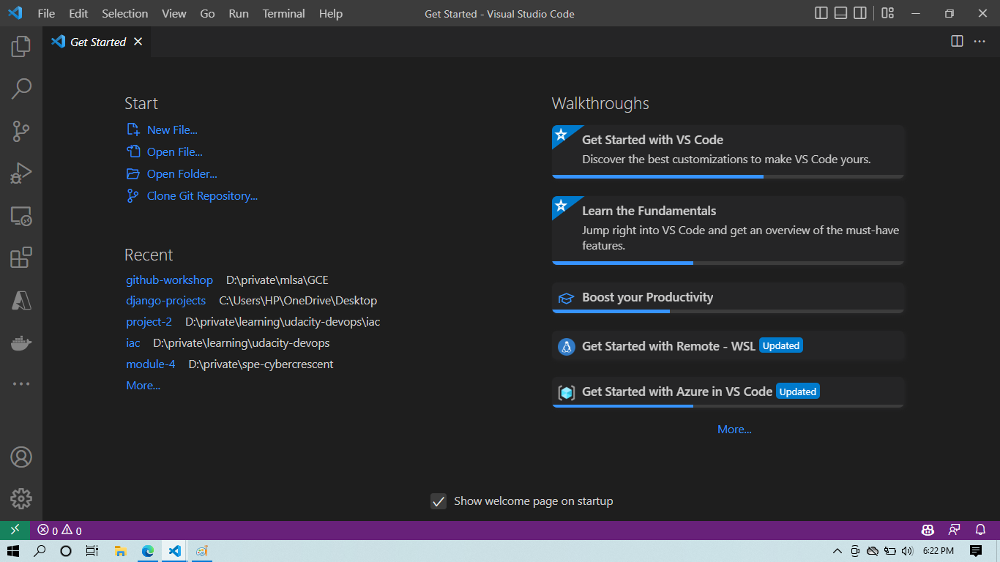 File Edit Selection View Go Run Terminal Help Get Started - Visual Studio Code
Get Started
Start
New File...
Open File...
Open Folder...
Clone Git Repository...
Recent
github-workshop D:\private\mlsa\GCE
django-projects C:\Users\HP\OneDrive\Desktop
project-2 D:\private\learning\udacity-devops\iac
iac D:\private\learning\udacity-devops
module-4 D:\private\spe-cybercrescent
More...
Walkthroughs
Get Started with VS Code
Discover the best customizations to make VS Code yours.
Learn the Fundamentals
Jump right into VS Code and get an overview of the must-have
features.
Boost your Productivity
Get Started with Remote - WSL Updated
Get Started with Azure in VS Code Updated
More...
Show welcome page on startup
0 0
6:22 PM